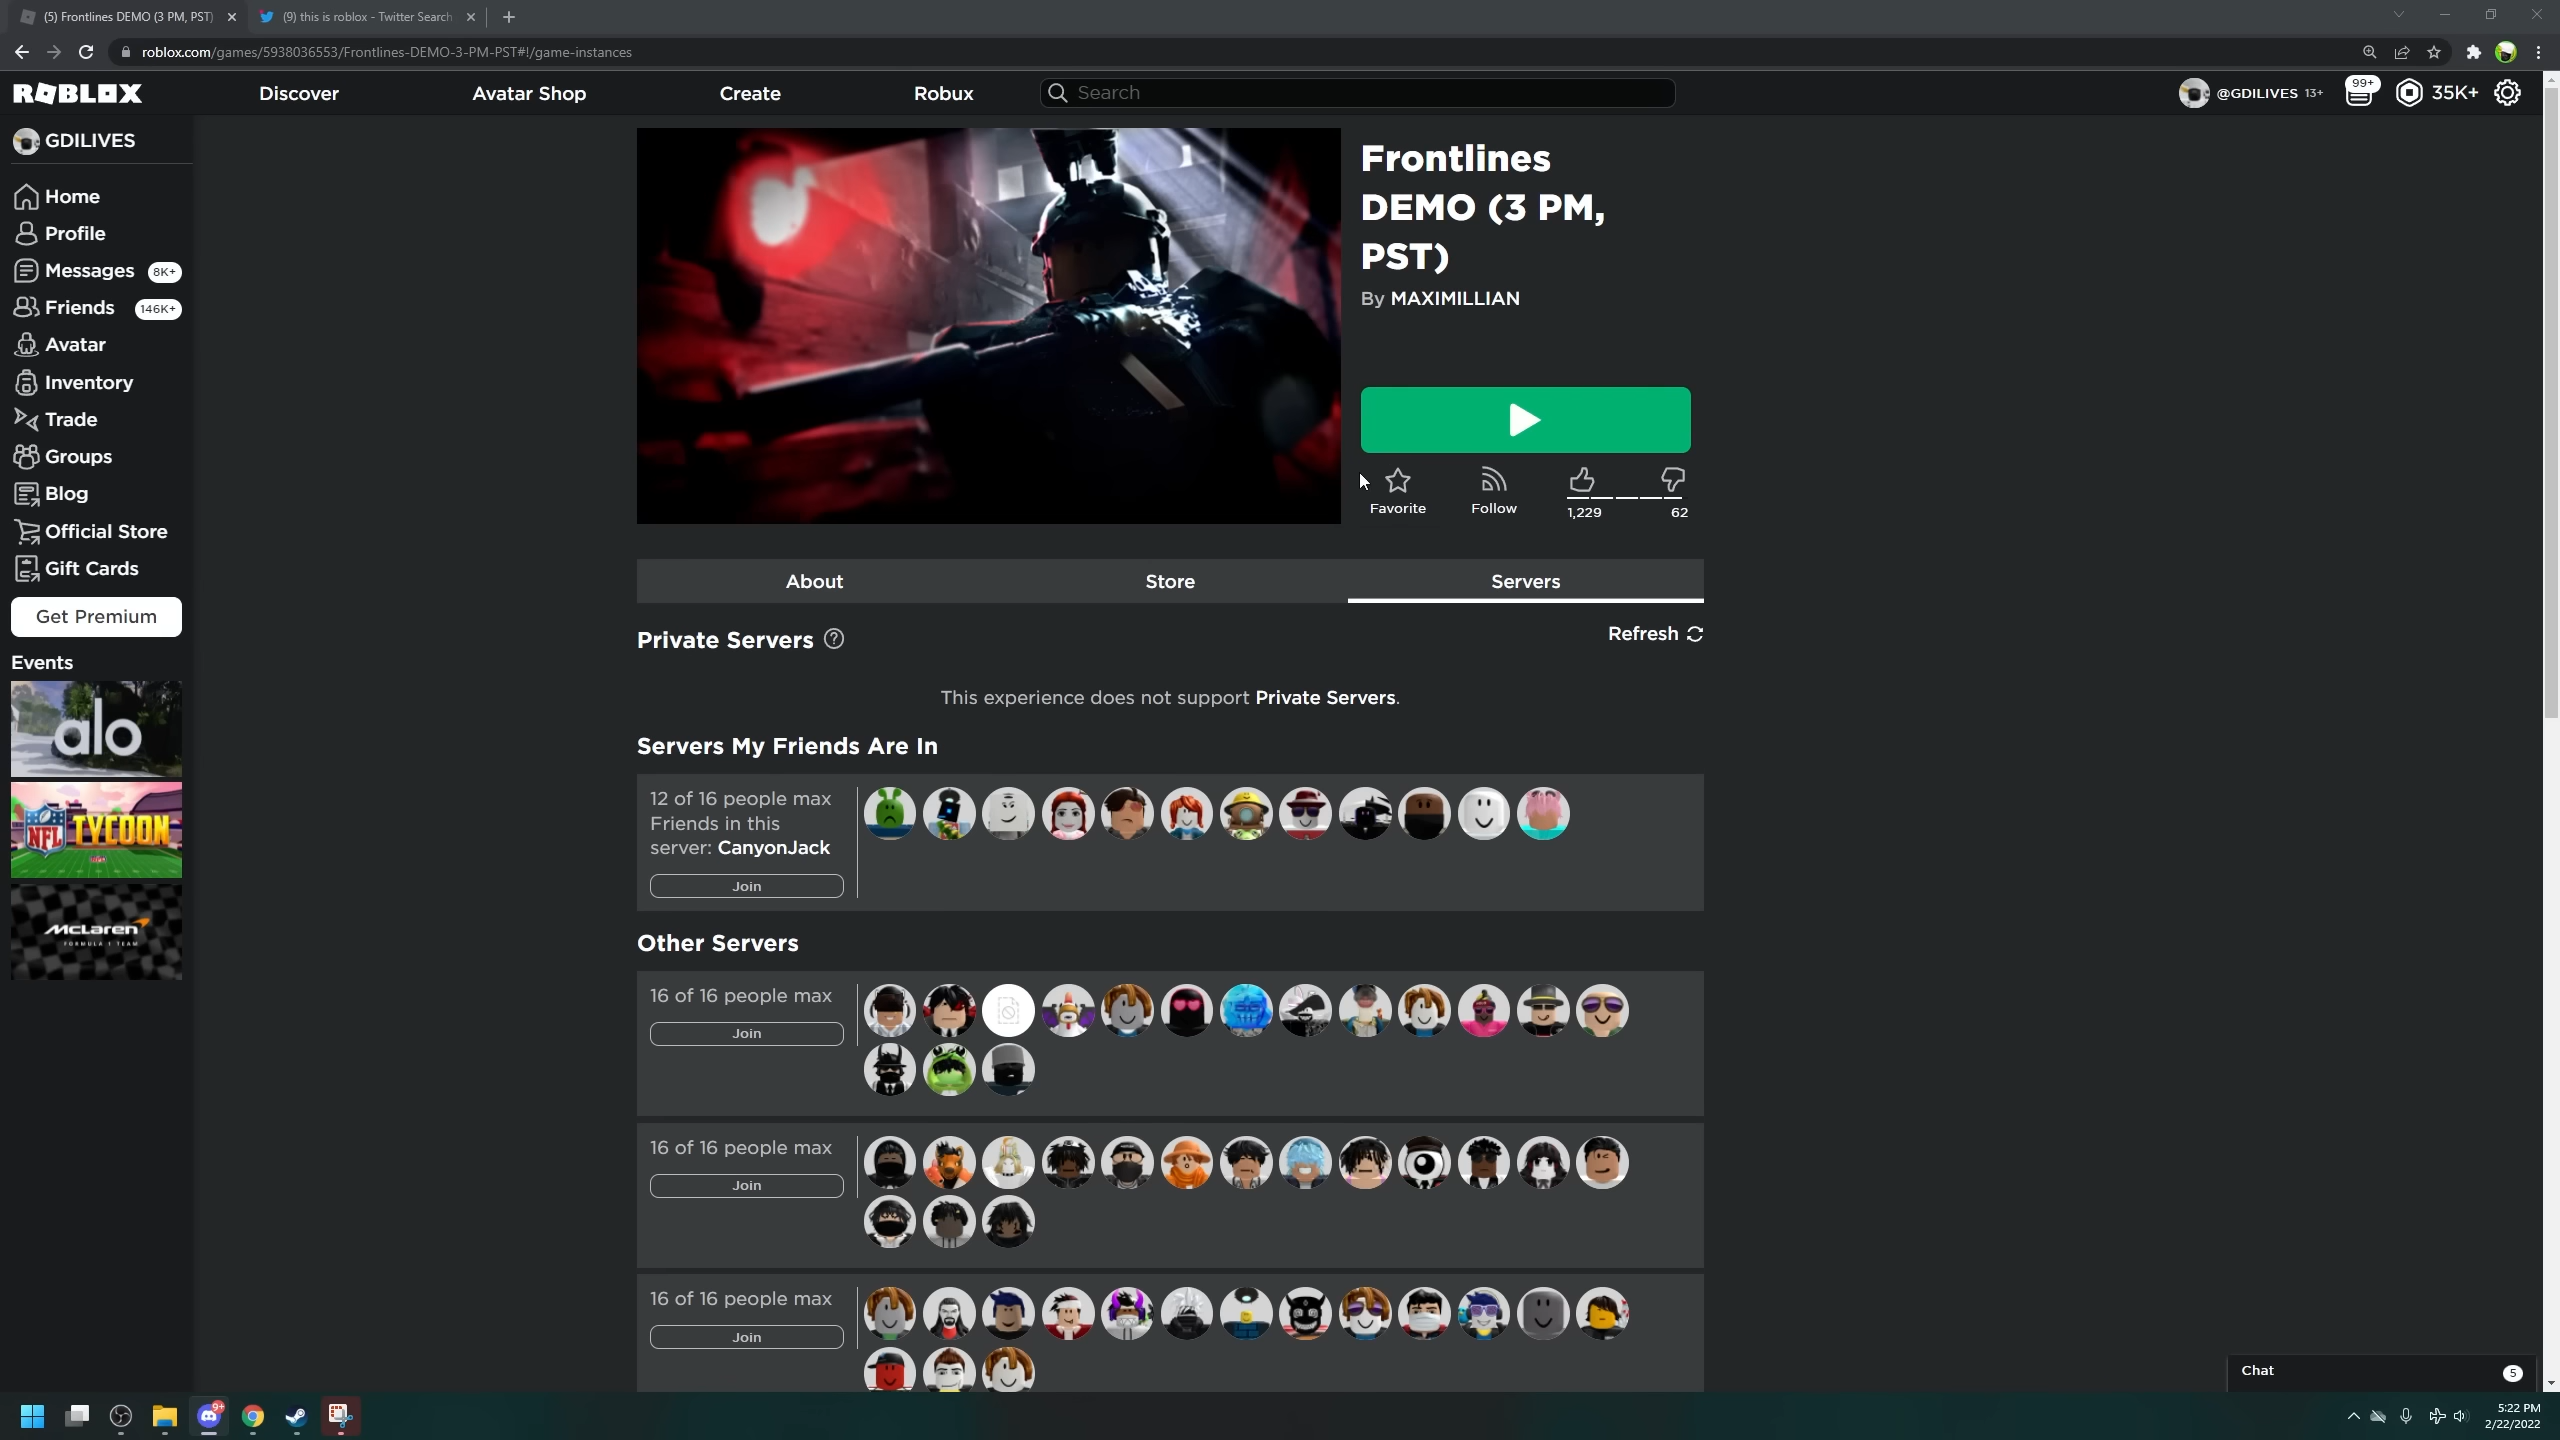 (5) Frontlines DEMO (3 PM, PST)
(9) this is roblox - Twitter Search
roblox.com/games/5938036553/Frontlines-DEMO-3-PM-PST#!/game-instances
ROBLOX
Discover
Avatar Shop
Create
Robux
Search
@GDILIVES 13+
99+
35K+
GDILIVES
Home
Profile
Messages 8K+
Friends 146K+
Avatar
Inventory
Trade
Groups
Blog
Official Store
Gift Cards
Get Premium
Events
alo
NFL TYCOON
McLaren
FORMULA 1 TEAM
Frontlines
DEMO (3 PM,
PST)
By MAXIMILLIAN
Favorite
Follow
1,229
62
About
Store
Servers
Private Servers
Refresh
This experience does not support Private Servers.
Servers My Friends Are In
12 of 16 people max
Friends in this
server: CanyonJack
Join
Other Servers
16 of 16 people max
Join
16 of 16 people max
Join
16 of 16 people max
Join
Chat
5
9+
5:22 PM
2/22/2022